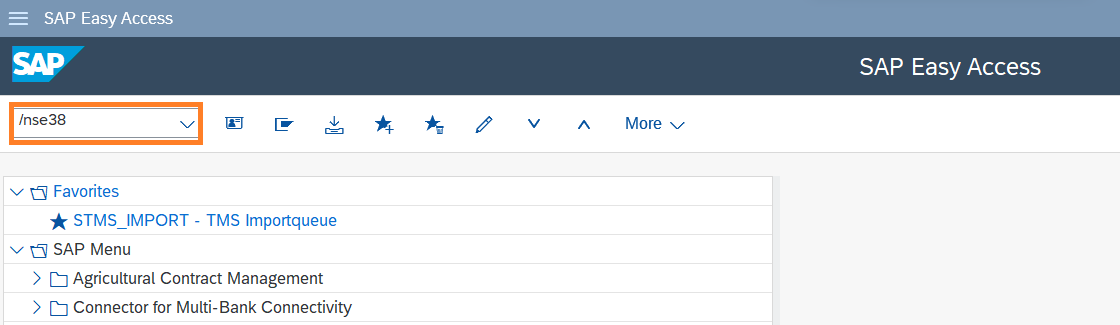 SAP Easy Access
SAP
SAP Easy Access
/nse38
More
Favorites
STMS_IMPORT - TMS Importqueue
SAP Menu
Agricultural Contract Management
Connector for Multi-Bank Connectivity